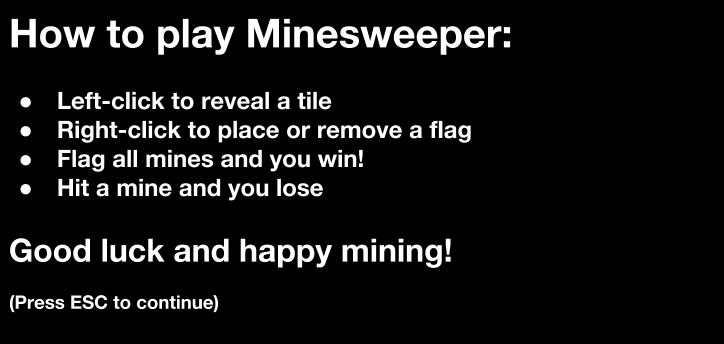 How to play Minesweeper:
● Left-click to reveal a tile
● Right-click to place or remove a flag
● Flag all mines and you win!
● Hit a mine and you lose
Good luck and happy mining!
(Press ESC to continue)